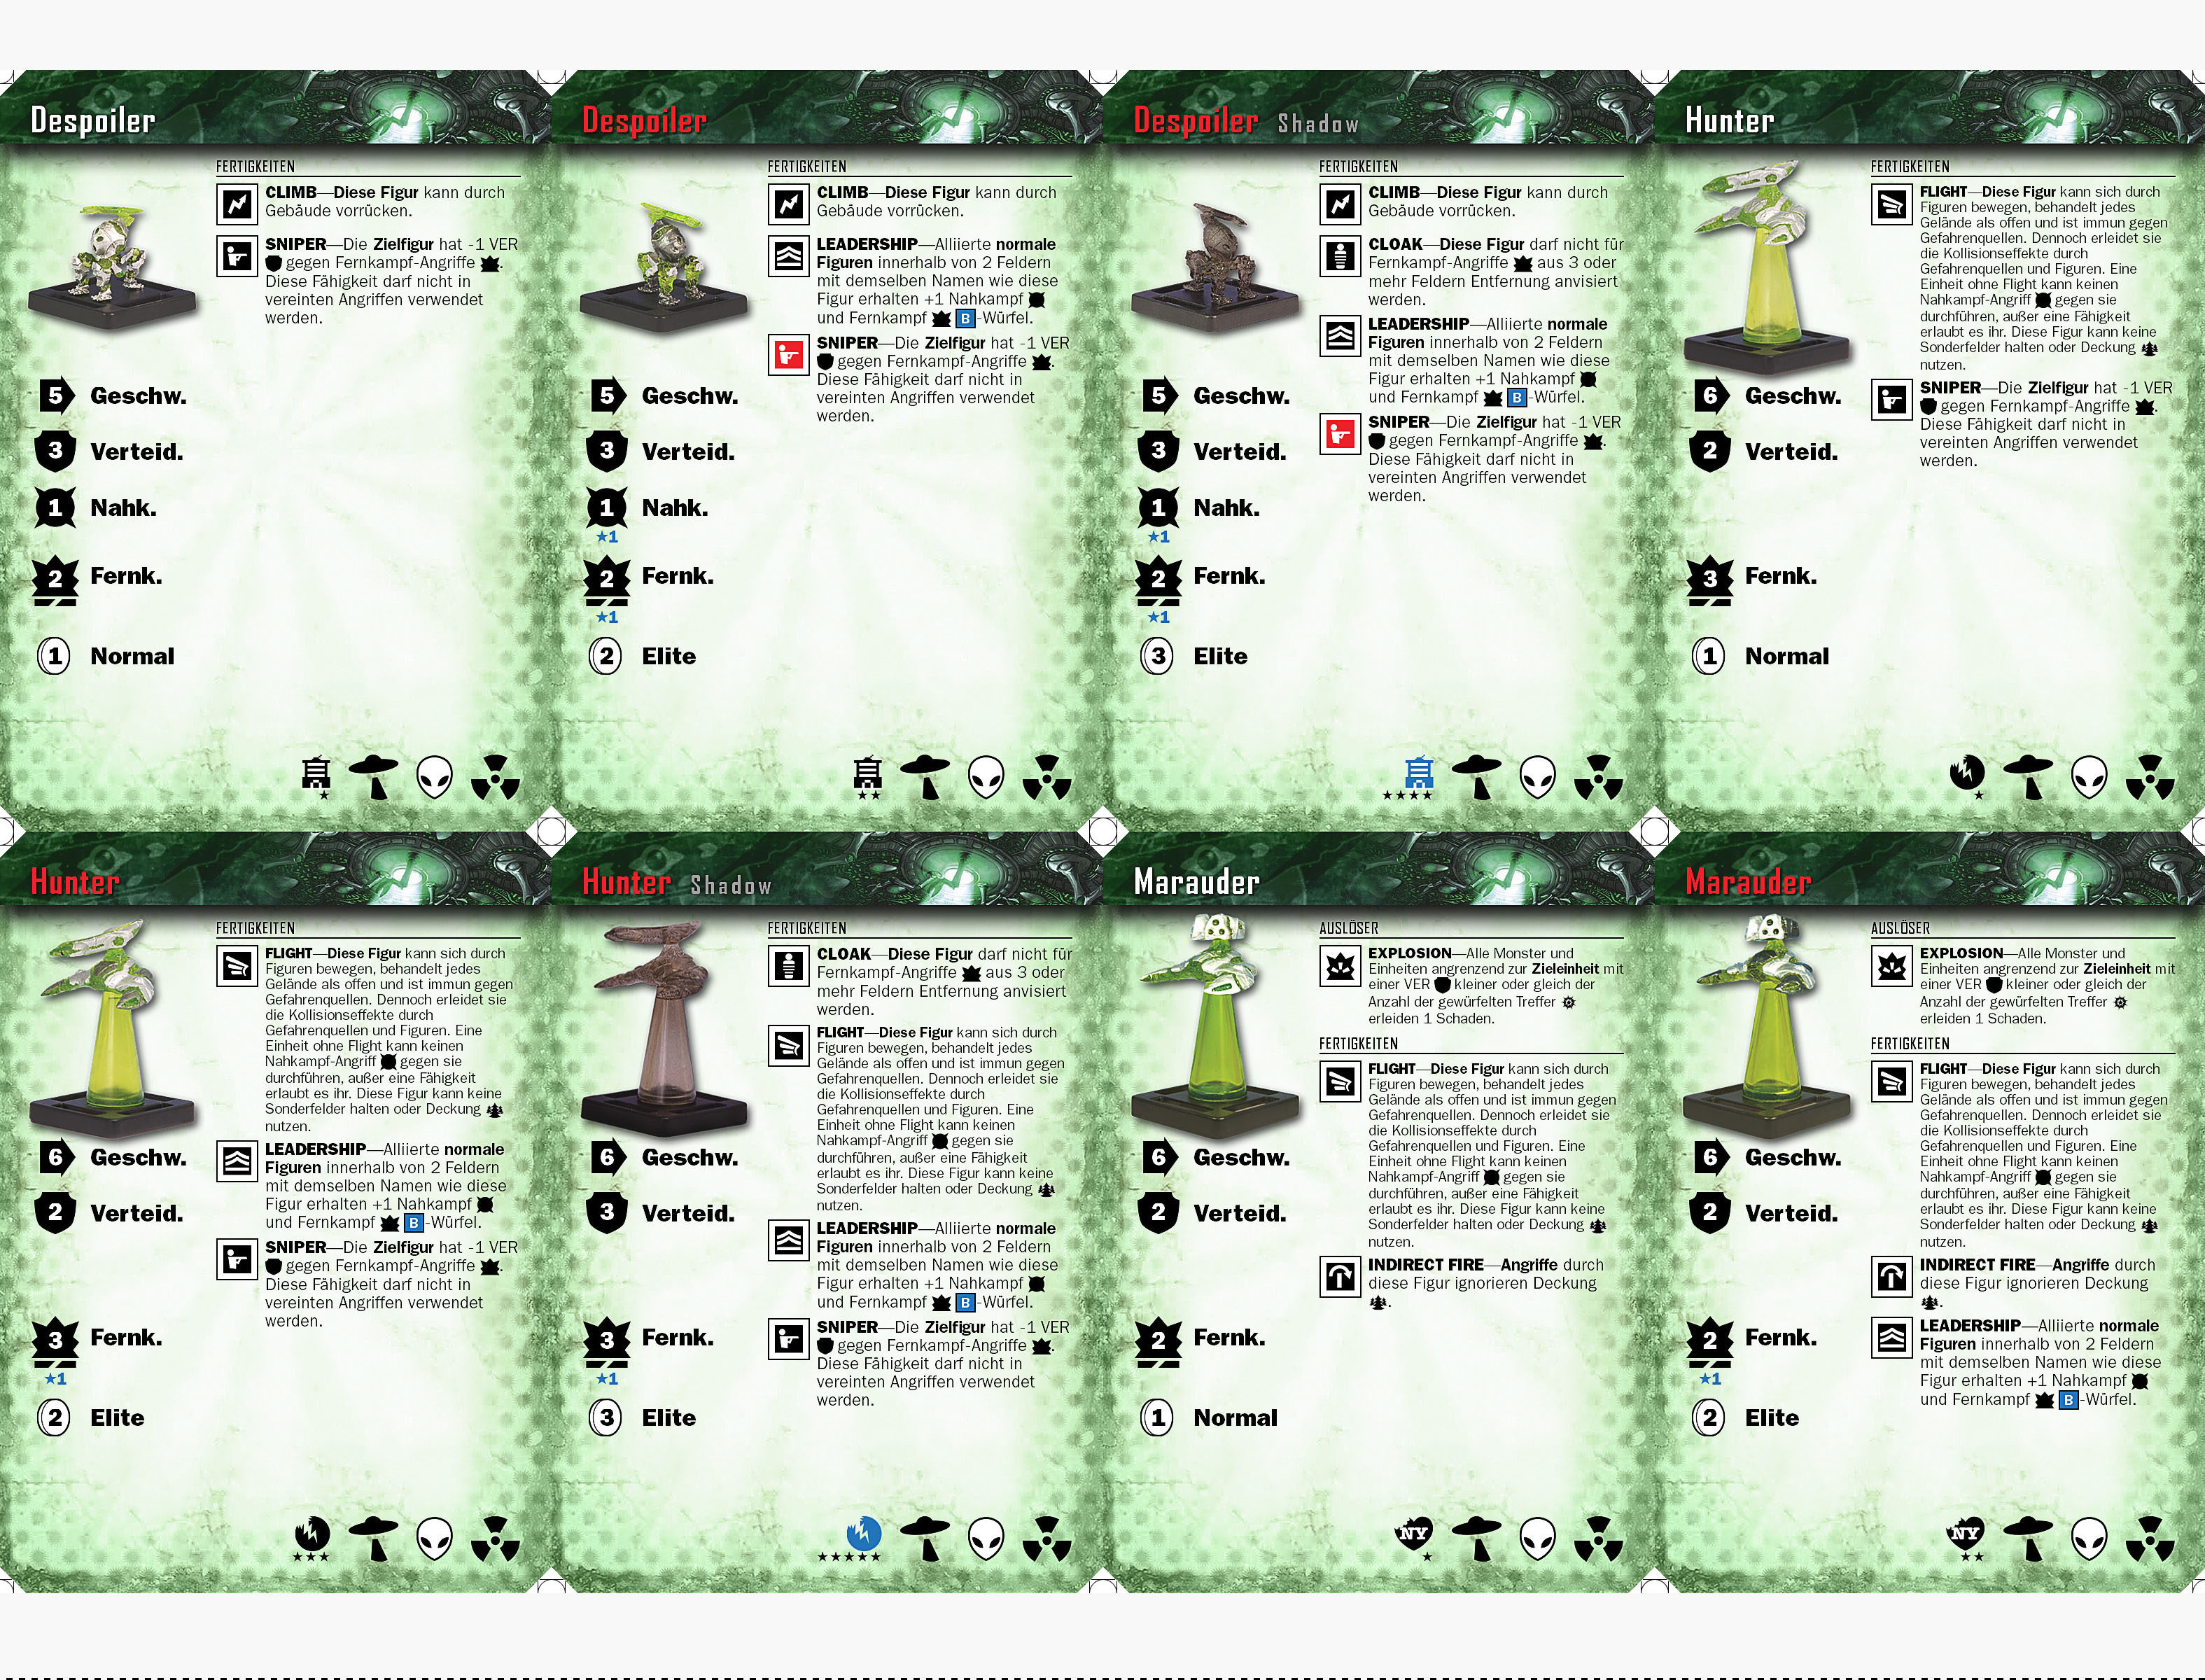 Despoiler
FERTIGKEITEN
CLIMB—Diese Figur kann durch
Gebäude vorrücken.
SNIPER—Die Zielfigur hat -1 VER
gegen Fernkampf-Angriffe .
Diese Fähigkeit darf nicht in
vereinten Angriffen verwendet
werden.
5 Geschw.
3 Verteid.
1 Nahk.
2 Fernk.
1 Normal
Despoiler
FERTIGKEITEN
CLIMB—Diese Figur kann durch
Gebäude vorrücken.
LEADERSHIP—Alliierte normale
Figuren innerhalb von 2 Feldern
mit demselben Namen wie diese
Figur erhalten +1 Nahkampf
und Fernkampf B-Würfel.
SNIPER—Die Zielfigur hat -1 VER
gegen Fernkampf-Angriffe .
Diese Fähigkeit darf nicht in
vereinten Angriffen verwendet
werden.
5 Geschw.
3 Verteid.
1 Nahk.
★1
2 Fernk.
★1
2 Elite
Despoiler Shadow
FERTIGKEITEN
CLIMB—Diese Figur kann durch
Gebäude vorrücken.
CLOAK—Diese Figur darf nicht für
Fernkampf-Angriffe aus 3 oder
mehr Feldern Entfernung anvisiert
werden.
LEADERSHIP—Alliierte normale
Figuren innerhalb von 2 Feldern
mit demselben Namen wie diese
Figur erhalten +1 Nahkampf
und Fernkampf B-Würfel.
SNIPER—Die Zielfigur hat -1 VER
gegen Fernkampf-Angriffe .
Diese Fähigkeit darf nicht in
vereinten Angriffen verwendet
werden.
5 Geschw.
3 Verteid.
1 Nahk.
★1
2 Fernk.
★1
3 Elite
Hunter
FERTIGKEITEN
FLIGHT—Diese Figur kann sich durch
Figuren bewegen, behandelt jedes
Gelände als offen und ist immun gegen
Gefahrenquellen. Dennoch erleidet sie
die Kollisionseffekte durch
Gefahrenquellen und Figuren. Eine
Einheit ohne Flight kann keinen
Nahkampf-Angriff gegen sie
durchführen, außer eine Fähigkeit
erlaubt es ihr. Diese Figur kann keine
Sonderfelder halten oder Deckung
nutzen.
SNIPER—Die Zielfigur hat -1 VER
gegen Fernkampf-Angriffe .
Diese Fähigkeit darf nicht in
vereinten Angriffen verwendet
werden.
6 Geschw.
2 Verteid.
3 Fernk.
1 Normal
Hunter
FERTIGKEITEN
FLIGHT—Diese Figur kann sich durch
Figuren bewegen, behandelt jedes
Gelände als offen und ist immun gegen
Gefahrenquellen. Dennoch erleidet sie
die Kollisionseffekte durch
Gefahrenquellen und Figuren. Eine
Einheit ohne Flight kann keinen
Nahkampf-Angriff gegen sie
durchführen, außer eine Fähigkeit
erlaubt es ihr. Diese Figur kann keine
Sonderfelder halten oder Deckung
nutzen.
LEADERSHIP—Alliierte normale
Figuren innerhalb von 2 Feldern
mit demselben Namen wie diese
Figur erhalten +1 Nahkampf
und Fernkampf B-Würfel.
SNIPER—Die Zielfigur hat -1 VER
gegen Fernkampf-Angriffe .
Diese Fähigkeit darf nicht in
vereinten Angriffen verwendet
werden.
6 Geschw.
2 Verteid.
3 Fernk.
★1
2 Elite
Hunter Shadow
FERTIGKEITEN
CLOAK—Diese Figur darf nicht für
Fernkampf-Angriffe aus 3 oder
mehr Feldern Entfernung anvisiert
werden.
FLIGHT—Diese Figur kann sich durch
Figuren bewegen, behandelt jedes
Gelände als offen und ist immun gegen
Gefahrenquellen. Dennoch erleidet sie
die Kollisionseffekte durch
Gefahrenquellen und Figuren. Eine
Einheit ohne Flight kann keinen
Nahkampf-Angriff gegen sie
durchführen, außer eine Fähigkeit
erlaubt es ihr. Diese Figur kann keine
Sonderfelder halten oder Deckung
nutzen.
LEADERSHIP—Alliierte normale
Figuren innerhalb von 2 Feldern
mit demselben Namen wie diese
Figur erhalten +1 Nahkampf
und Fernkampf B-Würfel.
SNIPER—Die Zielfigur hat -1 VER
gegen Fernkampf-Angriffe .
Diese Fähigkeit darf nicht in
vereinten Angriffen verwendet
werden.
6 Geschw.
3 Verteid.
3 Fernk.
★1
3 Elite
Marauder
AUSLÖSER
EXPLOSION—Alle Monster und
Einheiten angrenzend zur Zieleinheit mit
einer VER kleiner oder gleich der
Anzahl der gewürfelten Treffer
erleiden 1 Schaden.
FERTIGKEITEN
FLIGHT—Diese Figur kann sich durch
Figuren bewegen, behandelt jedes
Gelände als offen und ist immun gegen
Gefahrenquellen. Dennoch erleidet sie
die Kollisionseffekte durch
Gefahrenquellen und Figuren. Eine
Einheit ohne Flight kann keinen
Nahkampf-Angriff gegen sie
durchführen, außer eine Fähigkeit
erlaubt es ihr. Diese Figur kann keine
Sonderfelder halten oder Deckung
nutzen.
INDIRECT FIRE—Angriffe durch
diese Figur ignorieren Deckung
.
6 Geschw.
2 Verteid.
2 Fernk.
1 Normal
NY
Marauder
AUSLÖSER
EXPLOSION—Alle Monster und
Einheiten angrenzend zur Zieleinheit mit
einer VER kleiner oder gleich der
Anzahl der gewürfelten Treffer
erleiden 1 Schaden.
FERTIGKEITEN
FLIGHT—Diese Figur kann sich durch
Figuren bewegen, behandelt jedes
Gelände als offen und ist immun gegen
Gefahrenquellen. Dennoch erleidet sie
die Kollisionseffekte durch
Gefahrenquellen und Figuren. Eine
Einheit ohne Flight kann keinen
Nahkampf-Angriff gegen sie
durchführen, außer eine Fähigkeit
erlaubt es ihr. Diese Figur kann keine
Sonderfelder halten oder Deckung
nutzen.
INDIRECT FIRE—Angriffe durch
diese Figur ignorieren Deckung
.
LEADERSHIP—Alliierte normale
Figuren innerhalb von 2 Feldern
mit demselben Namen wie diese
Figur erhalten +1 Nahkampf
und Fernkampf B-Würfel.
6 Geschw.
2 Verteid.
2 Fernk.
★1
2 Elite
NY